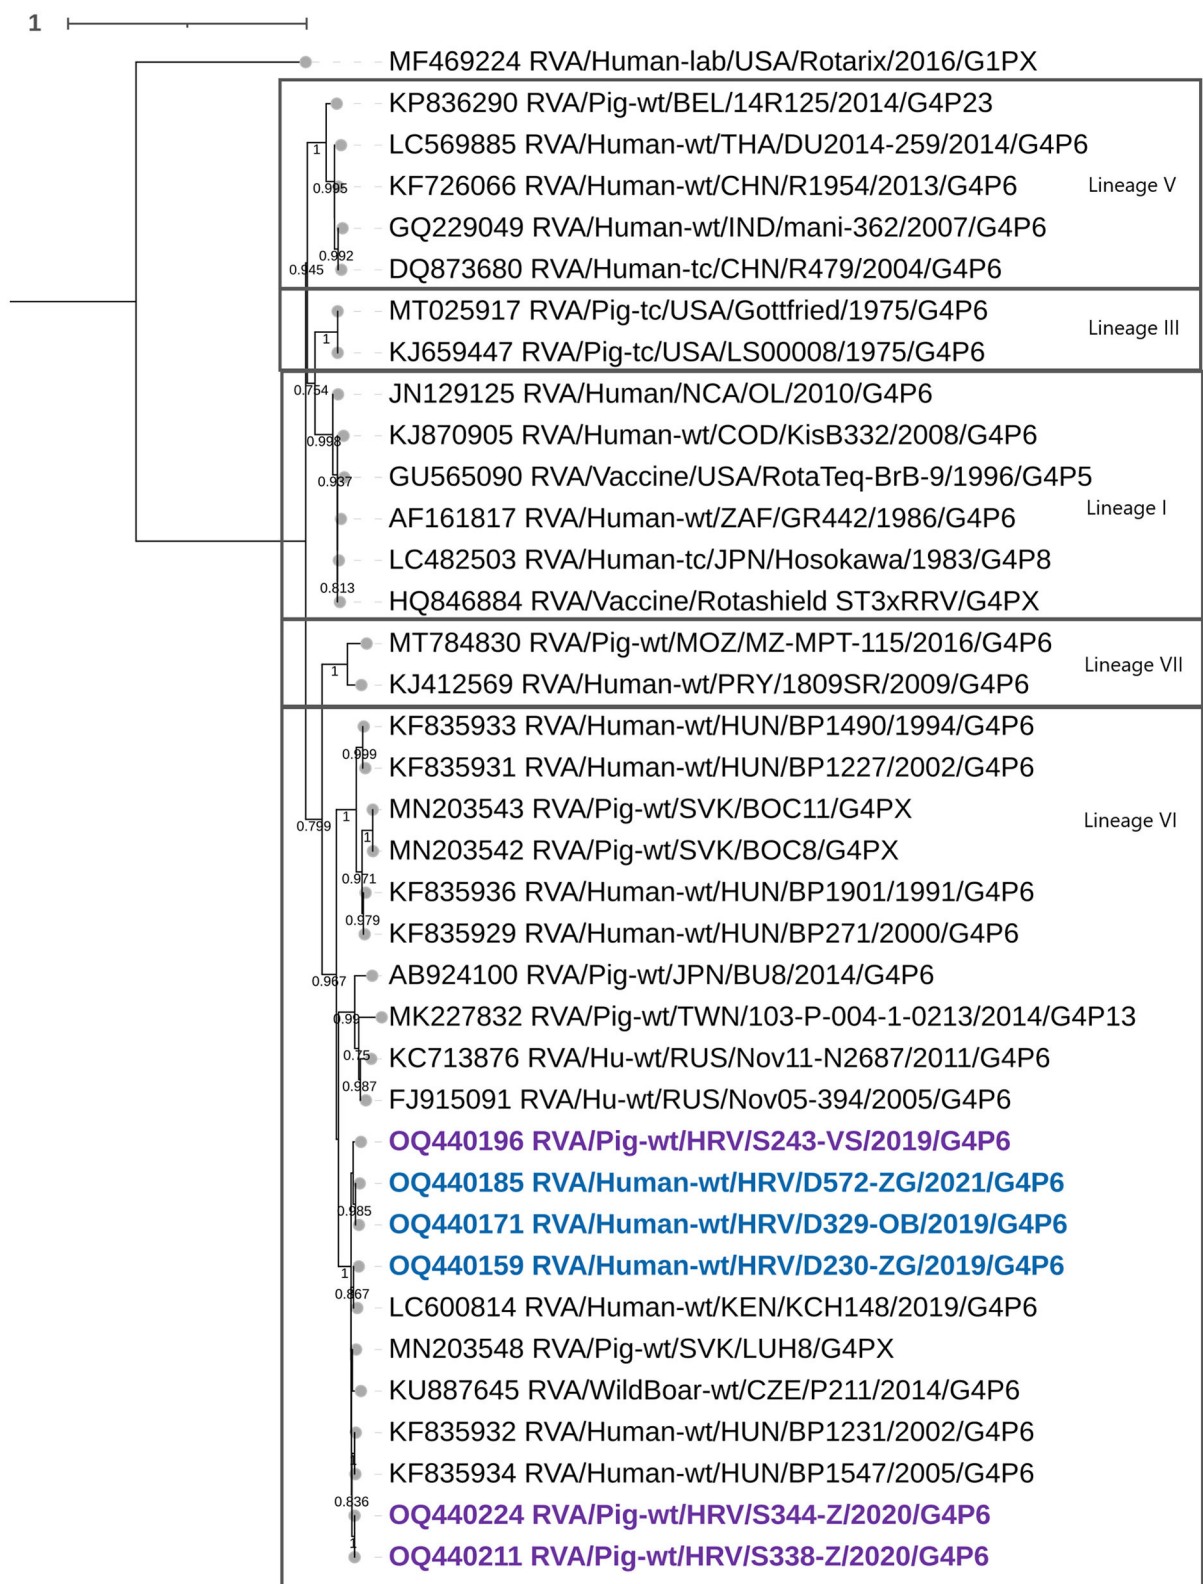 1
MF469224 RVA/Human-lab/USA/Rotarix/2016/G1PX
KP836290 RVA/Pig-wt/BEL/14R125/2014/G4P23
1
LC569885 RVA/Human-wt/THA/DU2014-259/2014/G4P6
0.995
KF726066 RVA/Human-wt/CHN/R1954/2013/G4P6
Lineage V
GQ229049 RVA/Human-wt/IND/mani-362/2007/G4P6
0.992
0.945
DQ873680 RVA/Human-tc/CHN/R479/2004/G4P6
MT025917 RVA/Pig-tc/USA/Gottfried/1975/G4P6
Lineage III
1
KJ659447 RVA/Pig-tc/USA/LS00008/1975/G4P6
0.754
JN129125 RVA/Human/NCA/OL/2010/G4P6
0.998
KJ870905 RVA/Human-wt/COD/KisB332/2008/G4P6
0.937
GU565090 RVA/Vaccine/USA/RotaTeq-BrB-9/1996/G4P5
Lineage I
AF161817 RVA/Human-wt/ZAF/GR442/1986/G4P6
LC482503 RVA/Human-tc/JPN/Hosokawa/1983/G4P8
0.813
HQ846884 RVA/Vaccine/Rotashield ST3xRRV/G4PX
MT784830 RVA/Pig-wt/MOZ/MZ-MPT-115/2016/G4P6
Lineage VII
1
KJ412569 RVA/Human-wt/PRY/1809SR/2009/G4P6
KF835933 RVA/Human-wt/HUN/BP1490/1994/G4P6
0.999
KF835931 RVA/Human-wt/HUN/BP1227/2002/G4P6
MN203543 RVA/Pig-wt/SVK/BOC11/G4PX
1
0.799
Lineage VI
1
MN203542 RVA/Pig-wt/SVK/BOC8/G4PX
0.971
KF835936 RVA/Human-wt/HUN/BP1901/1991/G4P6
0.979
KF835929 RVA/Human-wt/HUN/BP271/2000/G4P6
0.967
AB924100 RVA/Pig-wt/JPN/BU8/2014/G4P6
0.99
MK227832 RVA/Pig-wt/TWN/103-P-004-1-0213/2014/G4P13
0.75
KC713876 RVA/Hu-wt/RUS/Nov11-N2687/2011/G4P6
0.987
FJ915091 RVA/Hu-wt/RUS/Nov05-394/2005/G4P6
OQ440196 RVA/Pig-wt/HRV/S243-VS/2019/G4P6
OQ440185 RVA/Human-wt/HRV/D572-ZG/2021/G4P6
0.985
OQ440171 RVA/Human-wt/HRV/D329-OB/2019/G4P6
OQ440159 RVA/Human-wt/HRV/D230-ZG/2019/G4P6
1
0.867
LC600814 RVA/Human-wt/KEN/KCH148/2019/G4P6
MN203548 RVA/Pig-wt/SVK/LUH8/G4PX
KU887645 RVA/WildBoar-wt/CZE/P211/2014/G4P6
KF835932 RVA/Human-wt/HUN/BP1231/2002/G4P6
1
KF835934 RVA/Human-wt/HUN/BP1547/2005/G4P6
0.836
OQ440224 RVA/Pig-wt/HRV/S344-Z/2020/G4P6
1
OQ440211 RVA/Pig-wt/HRV/S338-Z/2020/G4P6